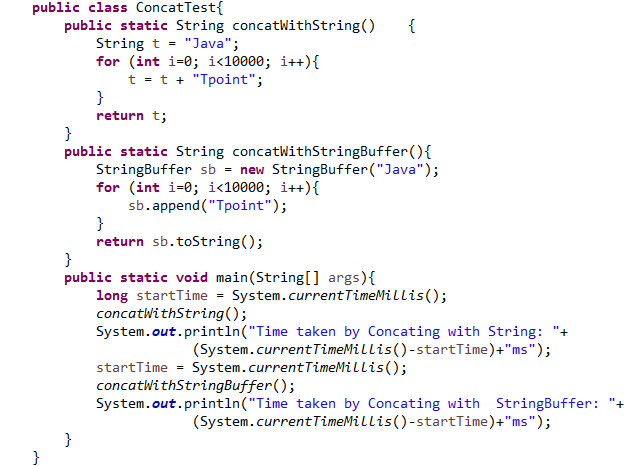 public class ConcatTest{
    public static String concatWithString()    {
        String t = "Java";
        for (int i=0; i<10000; i++){
            t = t + "Tpoint";
        }
        return t;
    }
    public static String concatWithStringBuffer(){
        StringBuffer sb = new StringBuffer("Java");
        for (int i=0; i<10000; i++){
            sb.append("Tpoint");
        }
        return sb.toString();
    }
    public static void main(String[] args){
        long startTime = System.currentTimeMillis();
        concatWithString();
        System.out.println("Time taken by Concating with String: "+
                    (System.currentTimeMillis()-startTime)+"ms");
        startTime = System.currentTimeMillis();
        concatWithStringBuffer();
        System.out.println("Time taken by Concating with  StringBuffer: "+
                    (System.currentTimeMillis()-startTime)+"ms");
    }
}